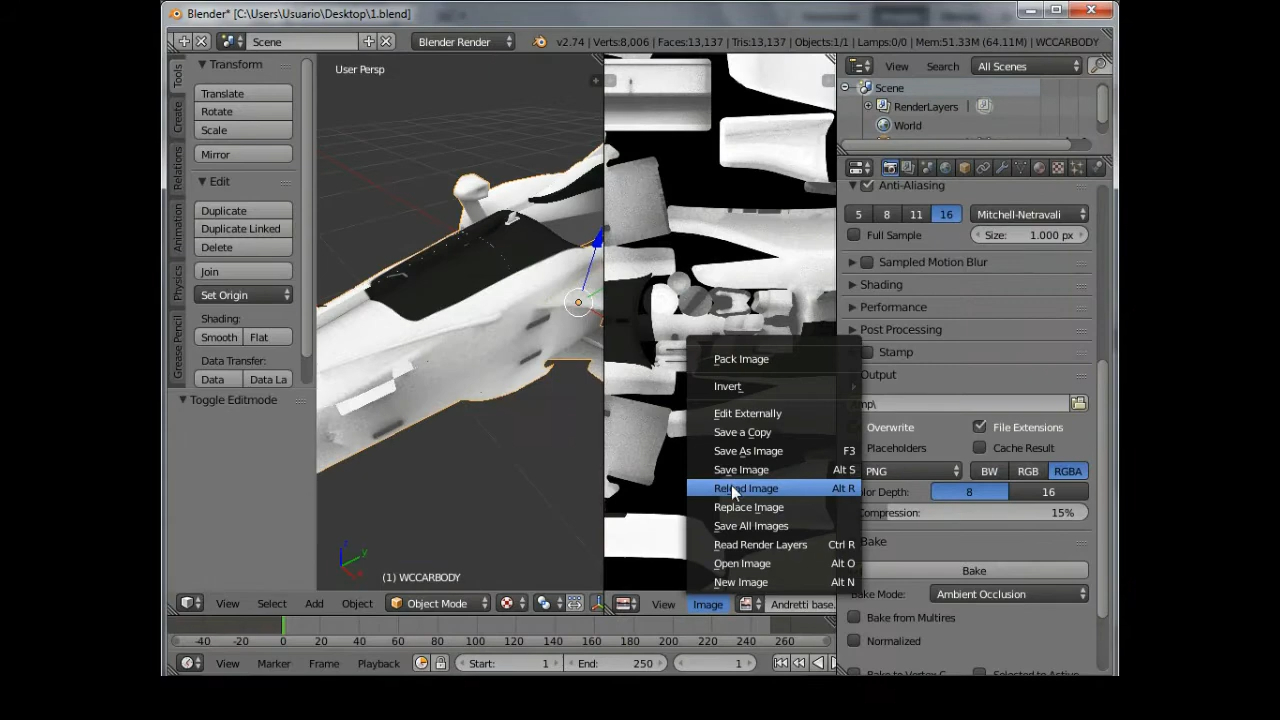 Blender* [C:\Users\Usuario\Desktop\1.blend]
Scene
Blender Render
v2.74 | Verts:8,006 | Faces:13,137 | Tris:13,137 | Objects:1/1 | Lamps:0/0 | Mem:51.33M (64.11M) | WCCARBODY
Tools
Create
Relations
Animation
Physics
Grease Pencil
Transform
Translate
Rotate
Scale
Mirror
Edit
Duplicate
Duplicate Linked
Delete
Join
Set Origin
Shading:
Smooth
Flat
Data Transfer:
Data
Data La
Toggle Editmode
User Persp
(1) WCCARBODY
View
Select
Add
Object
Object Mode
Pack Image
Invert
Edit Externally
Save a Copy
Save As Image F3
Save Image Alt S
Reload Image Alt R
Replace Image
Save All Images
Read Render Layers Ctrl R
Open Image Alt O
New Image Alt N
View
Image
Andretti base.
View
Search
All Scenes
Scene
RenderLayers
World
Anti-Aliasing
5 8 11 16
Mitchell-Netravali
Full Sample
Size: 1.000 px
Sampled Motion Blur
Shading
Performance
Post Processing
Stamp
Output
mp\
Overwrite
File Extensions
Placeholders
Cache Result
PNG
BW RGB RGBA
lor Depth:
8 16
Compression: 15%
Bake
Bake
Bake Mode:
Ambient Occlusion
Bake from Multires
Normalized
-40 -20 0 20 40 60 80 100 120 140 160 180 200 220 240 260
View
Marker
Frame
Playback
Start: 1
End: 250
1